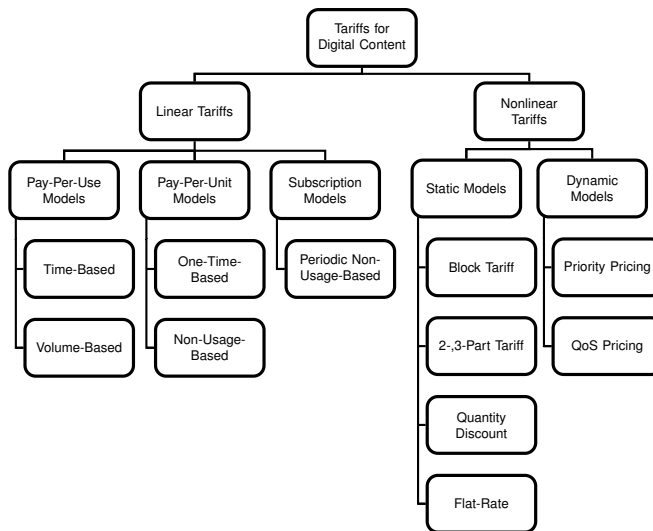 Tariffs for
Digital Content
Linear Tariffs
Nonlinear
Tariffs
Pay-Per-Use
Models
Pay-Per-Unit
Models
Subscription
Models
Static Models
Dynamic
Models
Time-Based
One-Time-
Based
Periodic Non-
Usage-Based
Block Tariff
Priority Pricing
Volume-Based
Non-Usage-
Based
2-,3-Part Tariff
QoS Pricing
Quantity
Discount
Flat-Rate